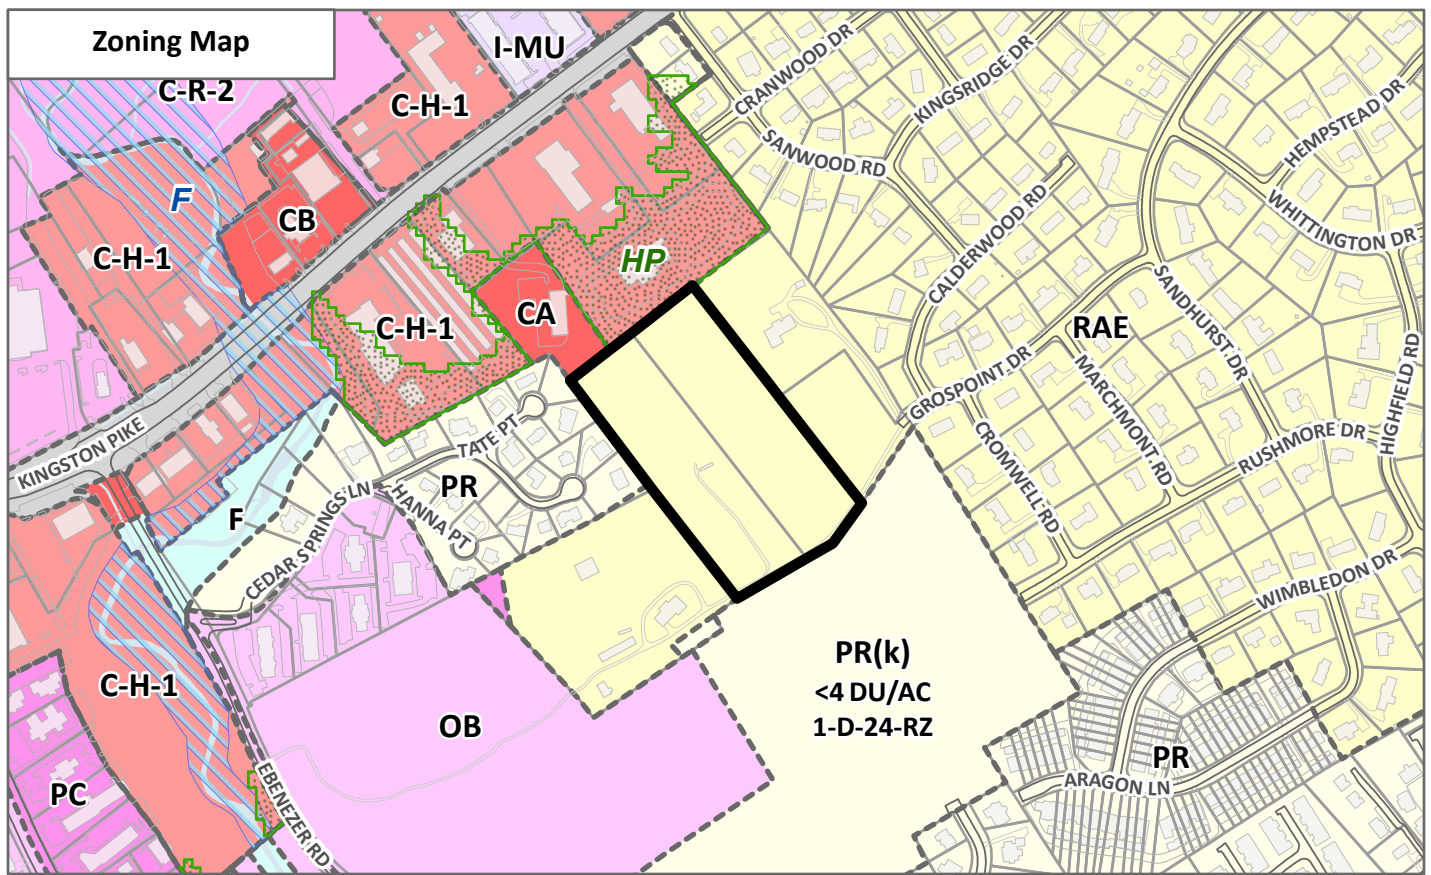 Zoning Map
I-MU
C-R-2
C-H-1
CRANWOOD DR
KINGSRIDGE DR
HEMPSTEAD DR
SANWOOD RD
F
CB
C-H-1
HP
CALDERWOOD RD
WHITTINGTON DR
CA
C-H-1
SANDHURST DR
RAE
GROSPOINT DR
MARCHMONT RD
HIGHFIELD RD
KINGSTON PIKE
TATE PT
CROMWELL RD
RUSHMORE DR
PR
HANNA PT
CEDAR SPRINGS LN
F
WIMBLEDON DR
C-H-1
PR(k)
<4 DU/AC
1-D-24-RZ
OB
PR
ARAGON LN
PC
EBENEZER RD